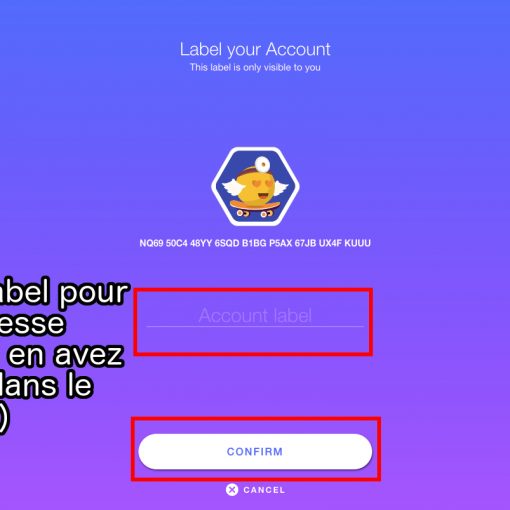 Label your Account
This label is only visible to you
NQ69 50C4 48YY 6SQD B1BG P5AX 67JB UX4F KUUU
abel pour
esse
en avez
dans le
)
Account label
CONFIRM
CANCEL